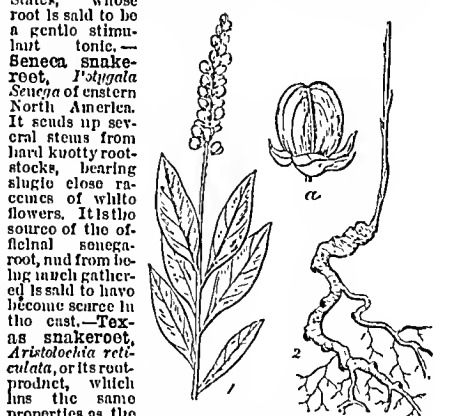 States, whose
root is said to be
a gentle stimu-
lant tonic.—
Seneca snake-
root, Polygala
Senega of eastern
North America.
It sends up sev-
eral stems from
hard knotty root-
stocks, bearing
single close ra-
cemes of white
flowers. It is the
source of the of-
ficinal senega-
root, and from be-
ing much gather-
ed is said to have
become scarce in
the east.—Tex-
as snakeroot,
Aristolochia reti-
culata, or its root-
product, which
has the same
properties as the
a
1
2